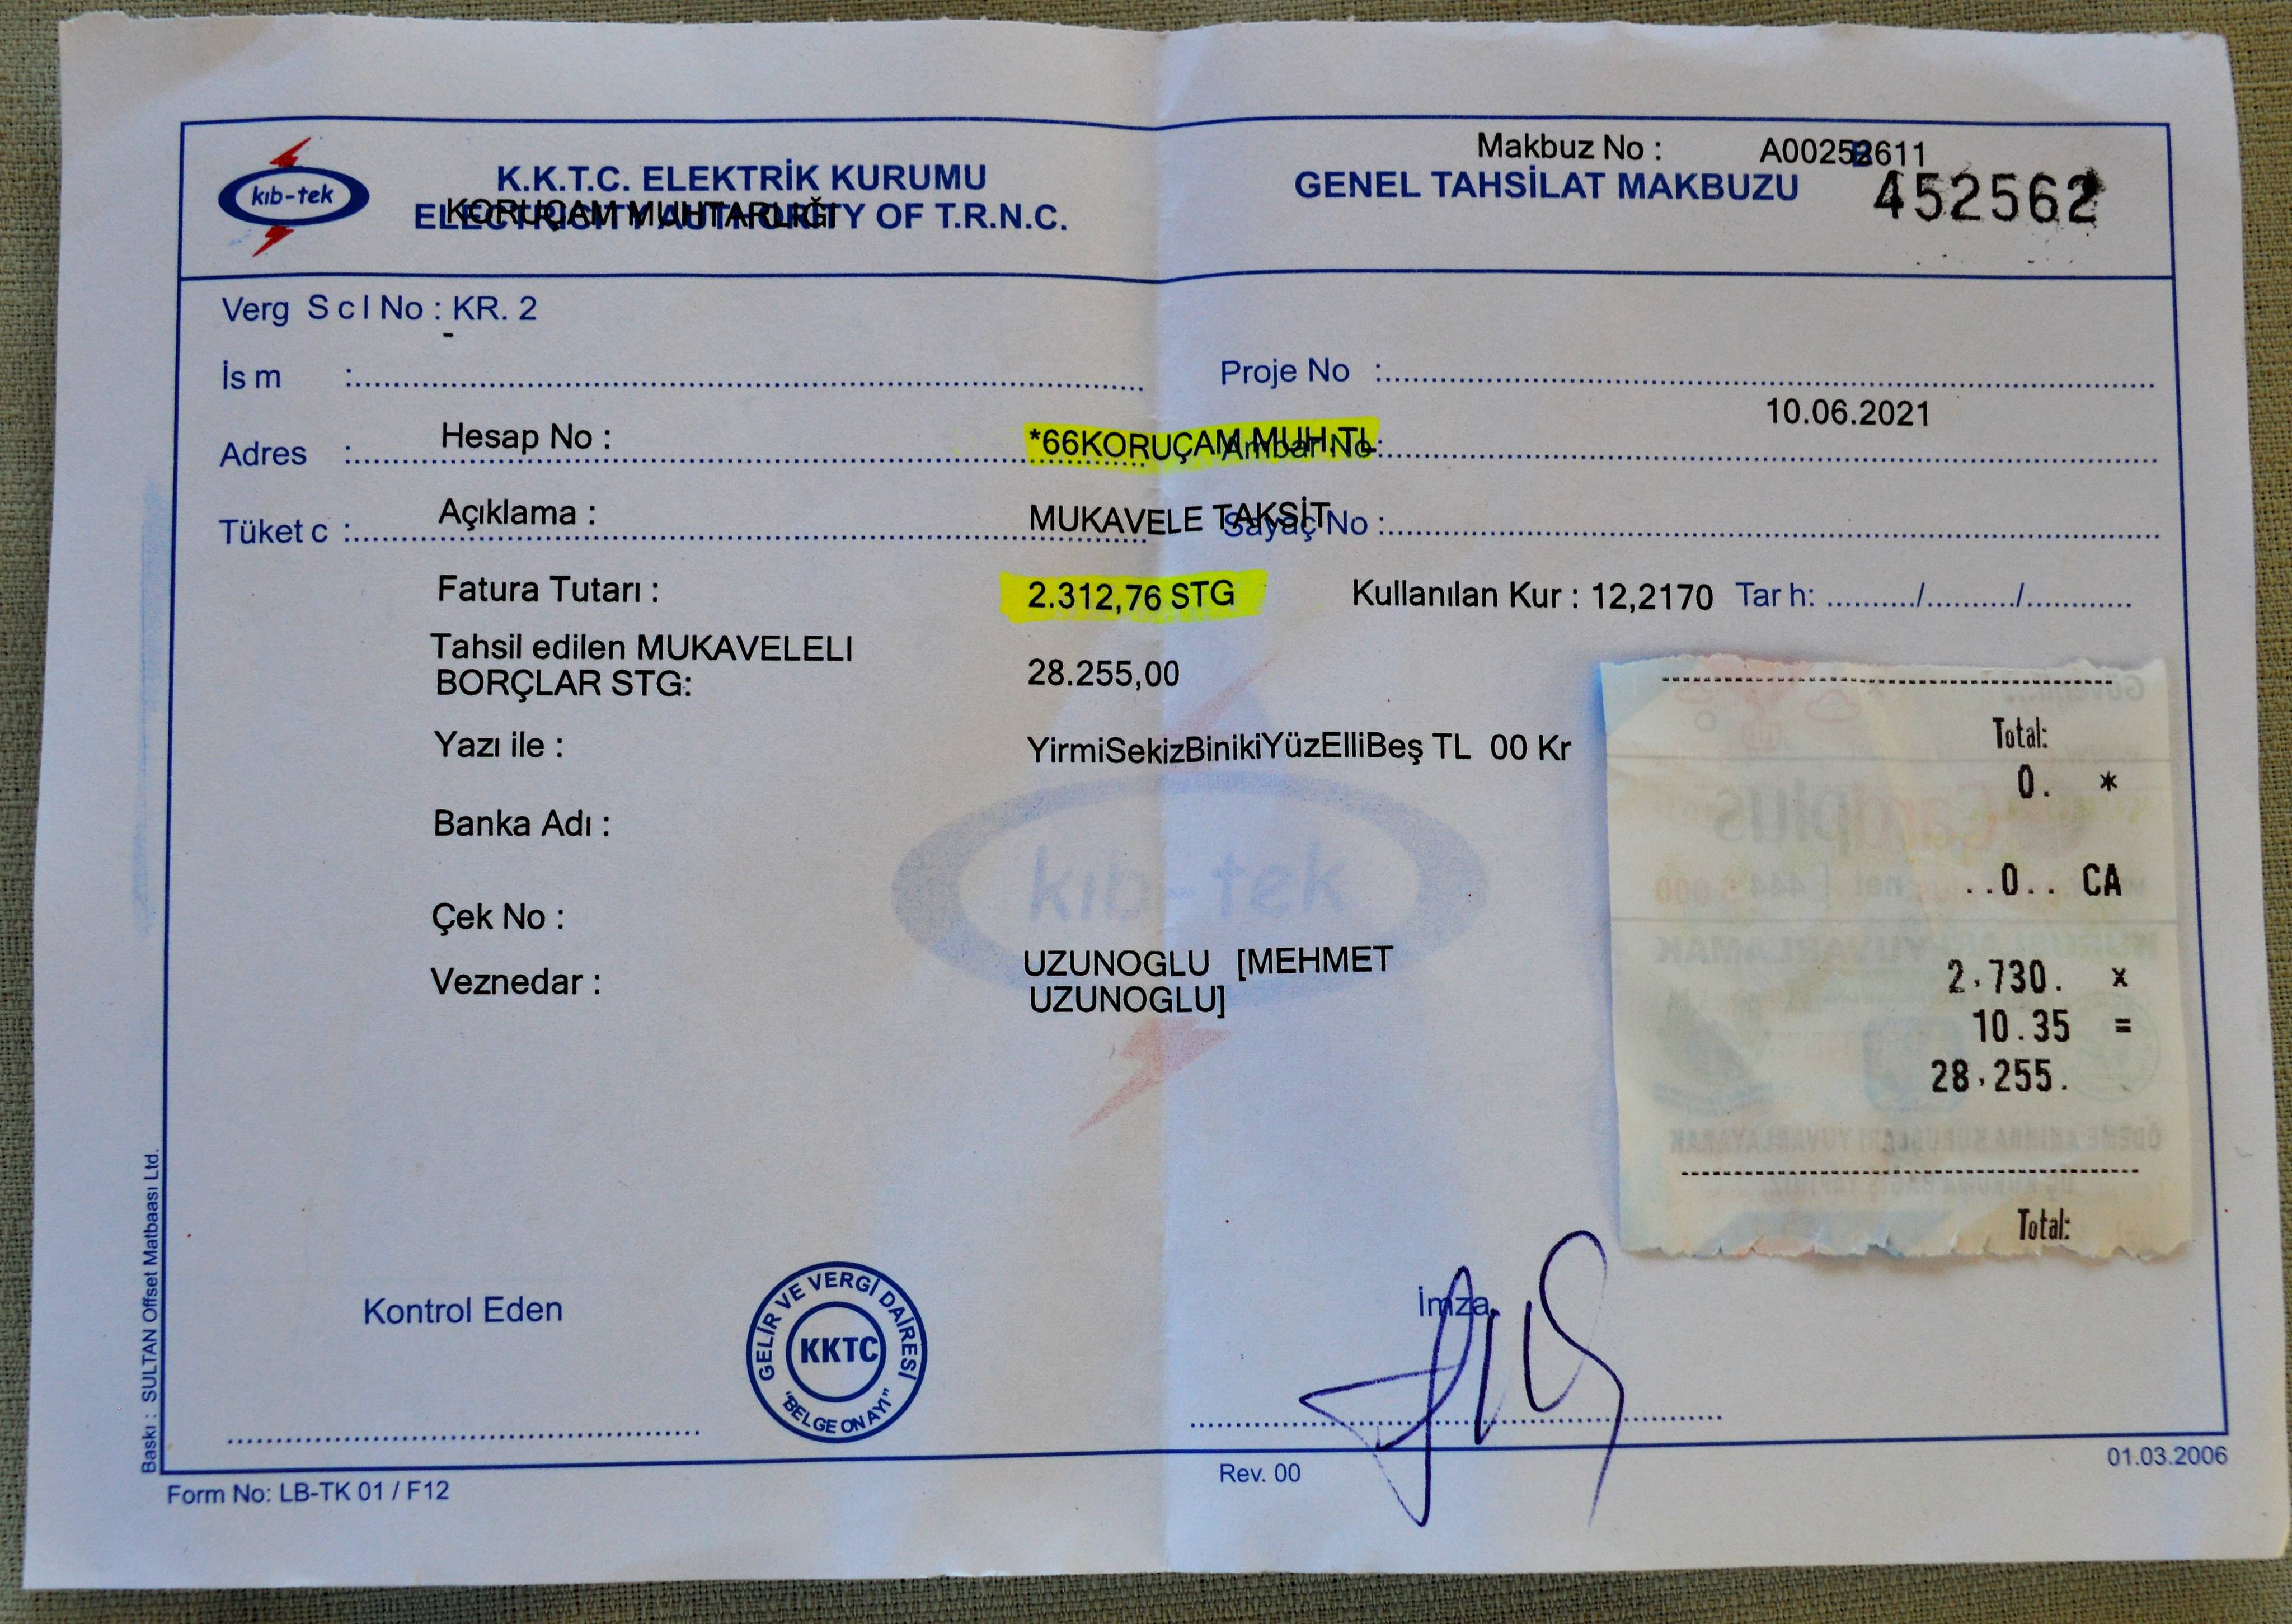 kıb-tek
K.K.T.C. ELEKTRİK KURUMU
ELECTRICITY AUTHORITY OF T.R.N.C.
KORUÇAM MUHTARLIĞI
Makbuz No :
GENEL TAHSİLAT MAKBUZU
452562
Verg S c l No : KR. 2
-
İs m :
Proje No :
10.06.2021
Hesap No :
*66KORUÇAM MUH.TL
Adres :
Ambar No :
Açıklama :
MUKAVELE TAKSİT
Tüket c :
Sayaç No :
Fatura Tutarı :
2.312,76 STG
Kullanılan Kur : 12,2170
Tar h: ........../........../............
Tahsil edilen MUKAVELELI
BORÇLAR STG:
28.255,00
Yazı ile :
YirmiSekizBinikiYüzElliBeş TL 00 Kr
Banka Adı :
kıb-tek
Çek No :
Veznedar :
UZUNOGLU [MEHMET
UZUNOGLU]
Total:
0. *
..0.. CA
2,730. x
10.35 =
28,255.
Total:
Kontrol Eden
GELİR VE VERGİ DAİRESİ
KKTC
"BELGE ONAYI"
İmza
Baskı : SULTAN Offset Matbaası Ltd.
Form No: LB-TK 01 / F12
Rev. 00
01.03.2006